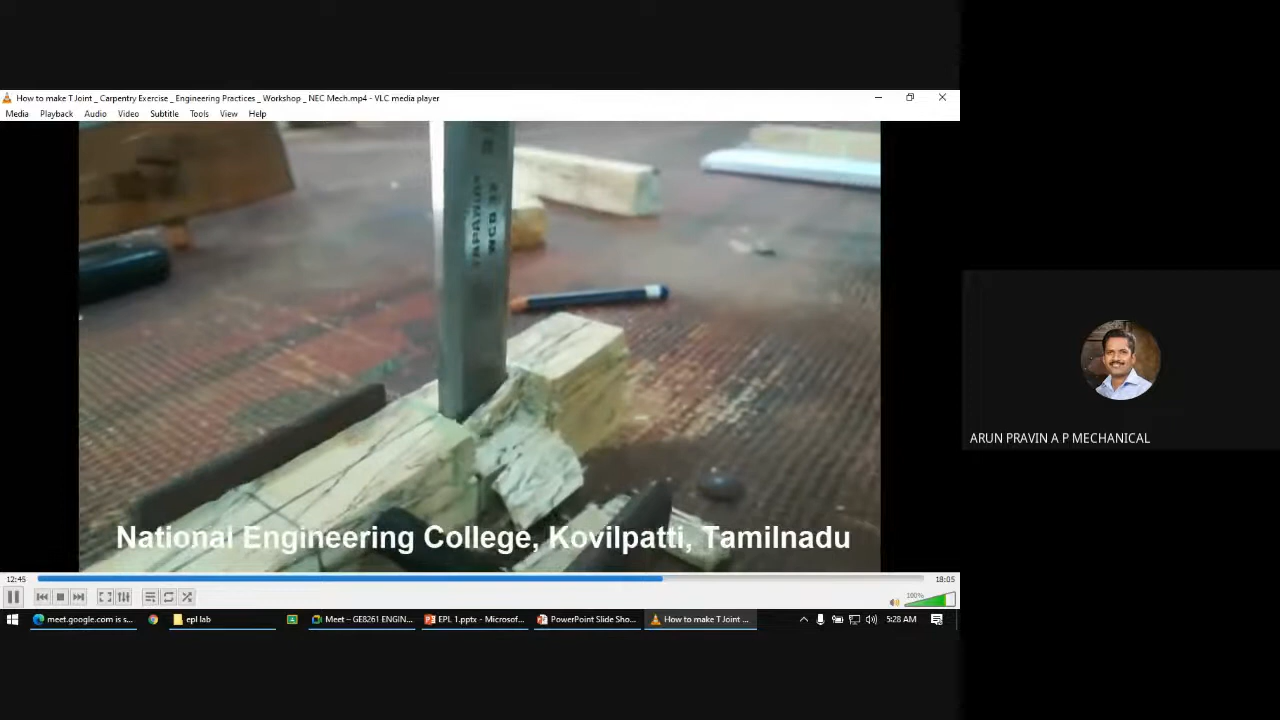 How to make T Joint _ Carpentry Exercise _ Engineering Practices _ Workshop _ NEC Mech.mp4 - VLC media player
Media Playback Audio Video Subtitle Tools View Help
National Engineering College, Kovilpatti, Tamilnadu
ARUN PRAVIN A P MECHANICAL
12:45
18:05
100%
meet.google.com is s...
epl lab
Meet – GE8261 ENGIN...
EPL 1.pptx - Microsof...
PowerPoint Slide Sho...
How to make T Joint ...
5:28 AM